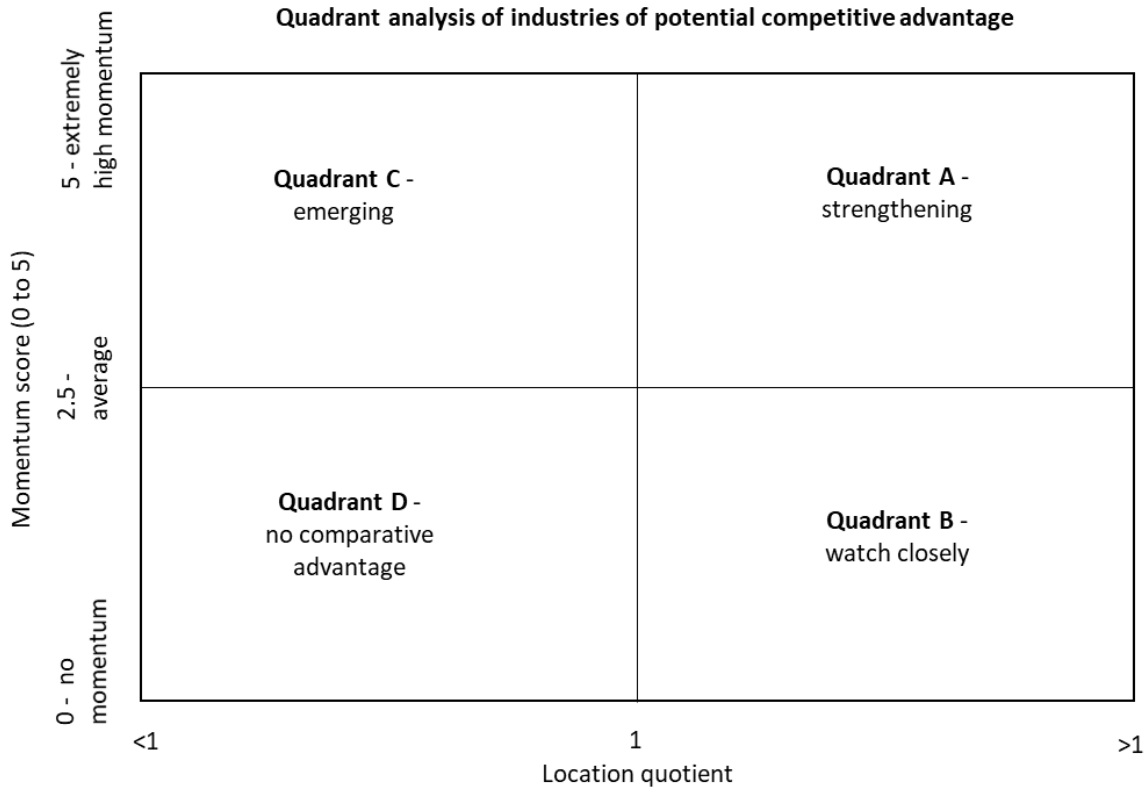 Quadrant analysis of industries of potential competitive advantage
Momentum score (0 to 5)
5 - extremely
high momentum
2.5 -
average
0 - no
momentum
Quadrant C -
emerging
Quadrant A -
strengthening
Quadrant D -
no comparative
advantage
Quadrant B -
watch closely
<1
1
>1
Location quotient